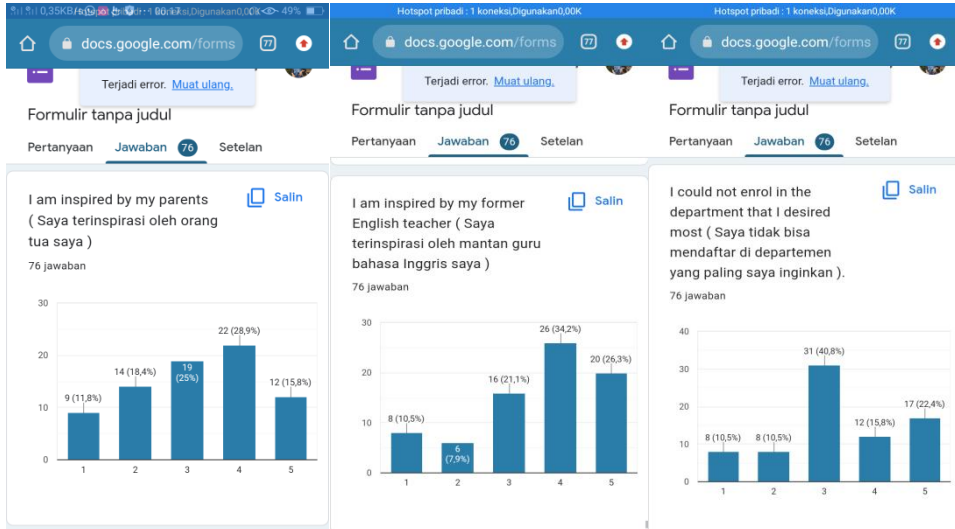 0,35KB/s
49%
docs.google.com/forms
77
Terjadi error. Muat ulang.
Formulir tanpa judul
Pertanyaan Jawaban 76 Setelan
I am inspired by my parents
( Saya terinspirasi oleh orang
tua saya )
Salin
76 jawaban
30
20
10
0
9 (11,8%)
14 (18,4%)
19
(25%)
22 (28,9%)
12 (15,8%)
1 2 3 4 5
Hotspot pribadi : 1 koneksi,Digunakan0,00K
docs.google.com/forms
77
Terjadi error. Muat ulang.
Formulir tanpa judul
Pertanyaan Jawaban 76 Setelan
I am inspired by my former
English teacher ( Saya
terinspirasi oleh mantan guru
bahasa Inggris saya )
Salin
76 jawaban
30
20
10
0
8 (10,5%)
6
(7,9%)
16 (21,1%)
26 (34,2%)
20 (26,3%)
1 2 3 4 5
Hotspot pribadi : 1 koneksi,Digunakan0,00K
docs.google.com/forms
77
Terjadi error. Muat ulang.
Formulir tanpa judul
Pertanyaan Jawaban 76 Setelan
I could not enrol in the
department that I desired
most ( Saya tidak bisa
mendaftar di departemen
yang paling saya inginkan ).
Salin
76 jawaban
40
30
20
10
0
8 (10,5%)
8 (10,5%)
31 (40,8%)
12 (15,8%)
17 (22,4%)
1 2 3 4 5